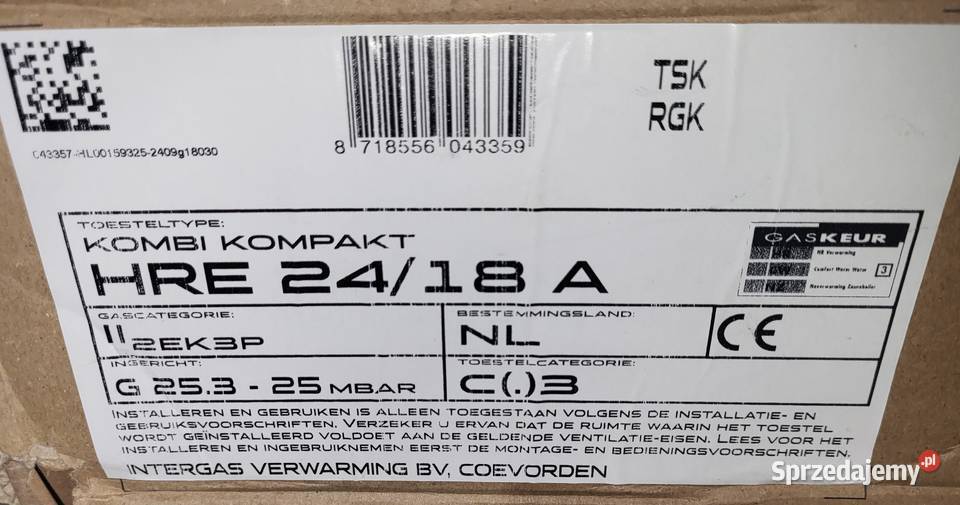 TSK
RGK
8 718556 043359
043357-HL00159325-2409g18030
TOESTELTYPE:
KOMBI KOMPAKT
HRE 24/18 A
GASKEUR
HR Verwarming
Comfort Warm Water
3
Naverwarming Zonneboiler
GASCATEGORIE:
II2EK3P
BESTEMMINGSLAND:
NL
CE
INGERICHT:
G 25.3 - 25 MBAR
TOESTELCATEGORIE:
C(.)3
INSTALLEREN EN GEBRUIKEN IS ALLEEN TOEGESTAAN VOLGENS DE INSTALLATIE- EN
GEBRUIKSVOORSCHRIFTEN. VERZEKER U ERVAN DAT DE RUIMTE WAARIN HET TOESTEL
WORDT GEÏNSTALLEERD VOLDOET AAN DE GELDENDE VENTILATIE-EISEN. LEES VOOR HET
INSTALLEREN EN INGEBRUIKNEMEN EERST DE MONTAGE- EN BEDIENINGSVOORSCHRIFTEN.
INTERGAS VERWARMING BV, COEVORDEN
Sprzedajemy.pl